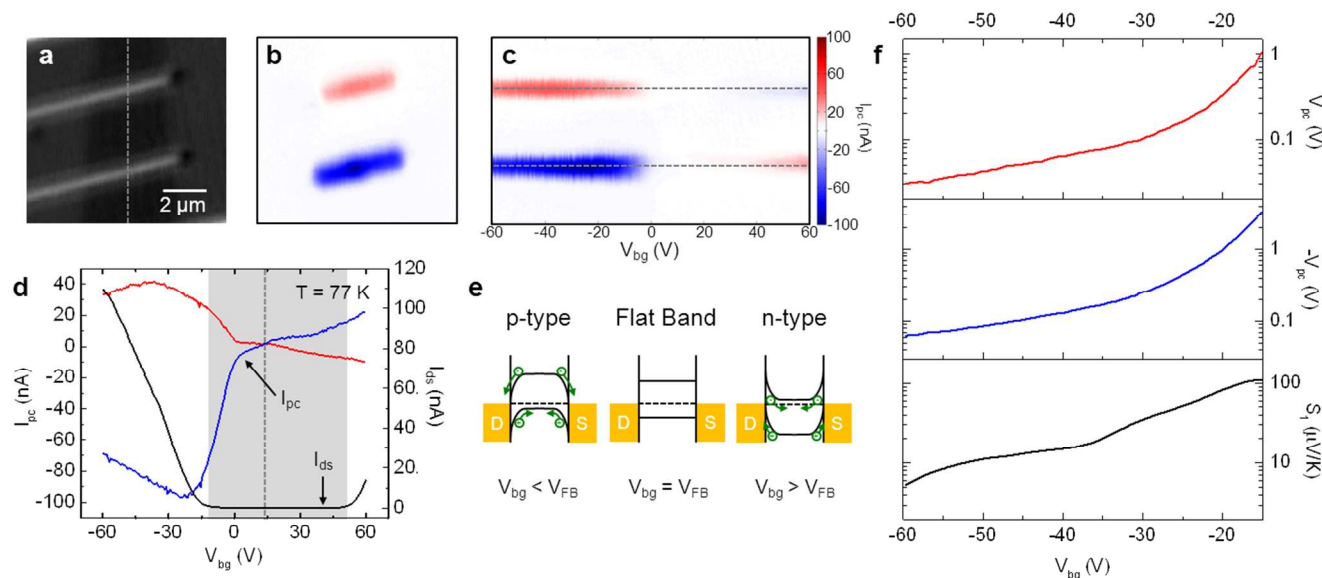 a
2 µm
b
c
100
60
20
-20
-60
-100
I_pc (nA)
-60 -40 -20 0 20 40 60
V_bg (V)
d
T = 77 K
40
20
0
-20
-40
-60
-80
-100
I_pc (nA)
120
100
80
60
40
20.
0
I_ds (nA)
I_pc
I_ds
-60 -30 0 30 60
V_bg (V)
e
p-type Flat Band n-type
D S D S D S
V_bg < V_FB V_bg = V_FB V_bg > V_FB
f
-60 -50 -40 -30 -20
1
0.1
V_pc (V)
1
0.1
-V_pc (V)
100
10
S_1 (µV/K)
-60 -50 -40 -30 -20
V_bg (V)